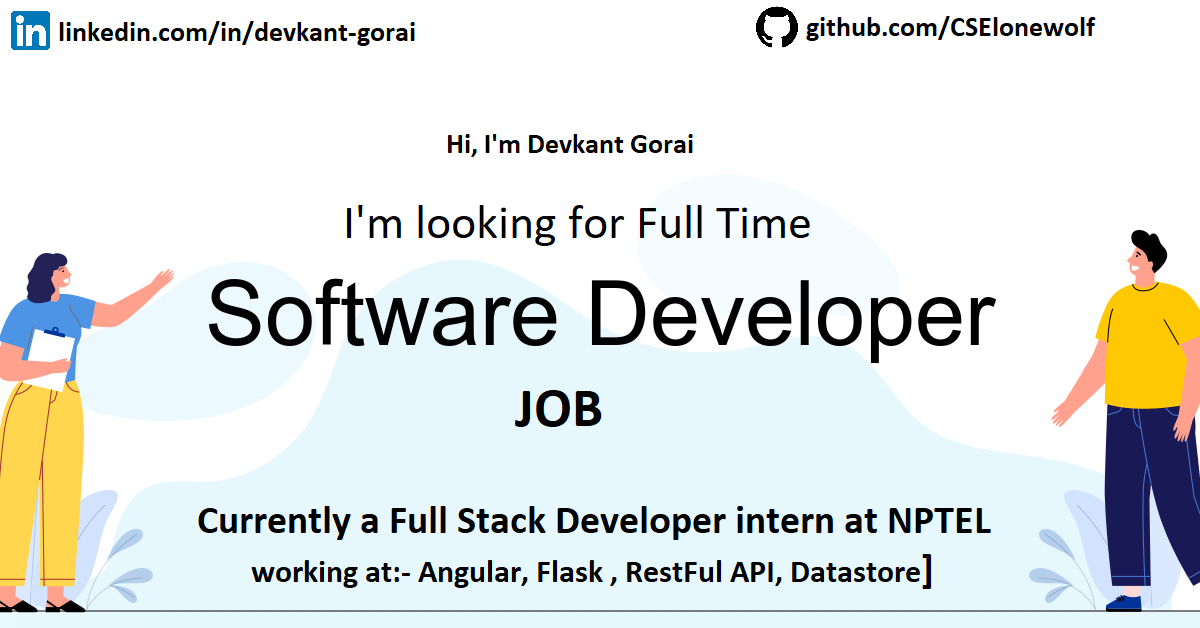 in linkedin.com/in/devkant-gorai
github.com/CSElonewolf
Hi, I'm Devkant Gorai
I'm looking for Full Time
Software Developer
JOB
Currently a Full Stack Developer intern at NPTEL
working at:- Angular, Flask , RestFul API, Datastore]